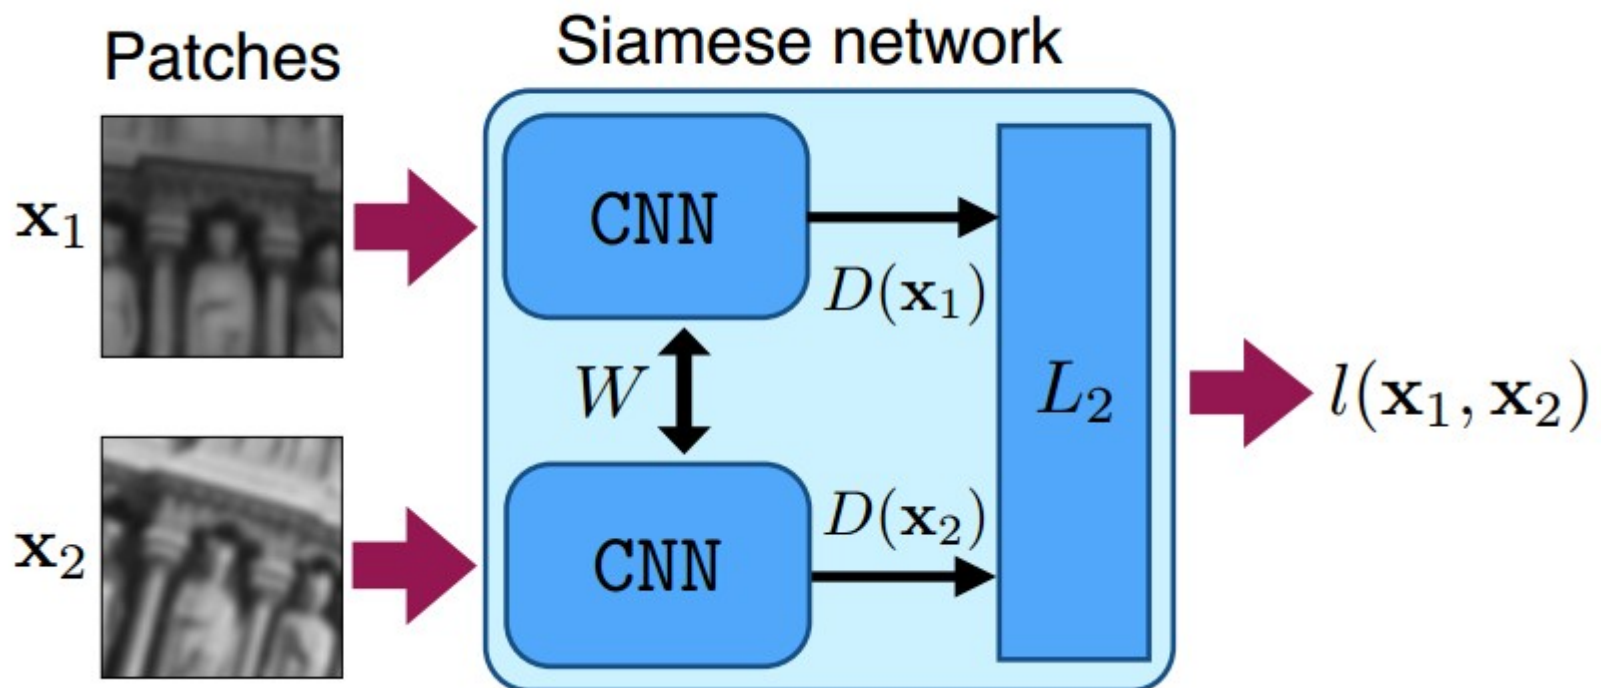 Patches
Siamese network
x₁
CNN
D(x₁)
W
L₂
l(x₁, x₂)
x₂
CNN
D(x₂)